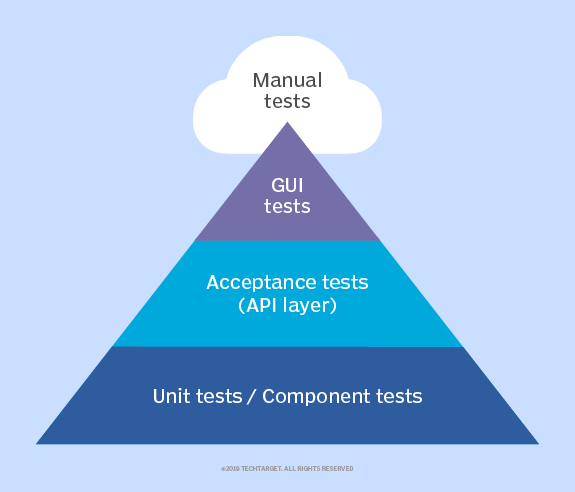 Manual
tests
GUI
tests
Acceptance tests
(API layer)
Unit tests / Component tests
©2019 TECHTARGET. ALL RIGHTS RESERVED